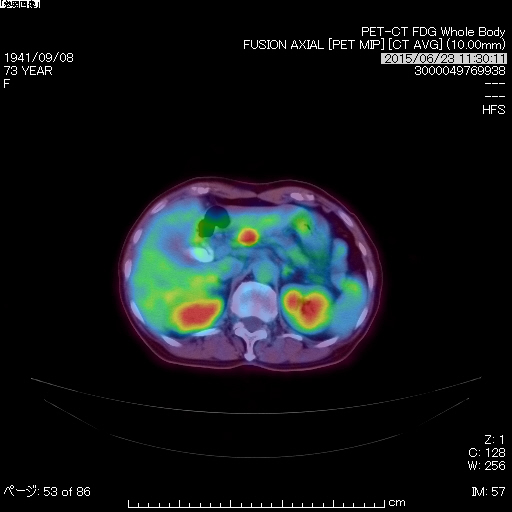 PET-CT FDG Whole Body
FUSION AXIAL [PET MIP] [CT AVG] (10.00mm)
1941/09/08
2015/06/23 11:30:11
73 YEAR
3000049769938
F
---
---
HFS
Z: 1
C: 128
W: 256
ページ: 53 of 86
IM: 57
cm